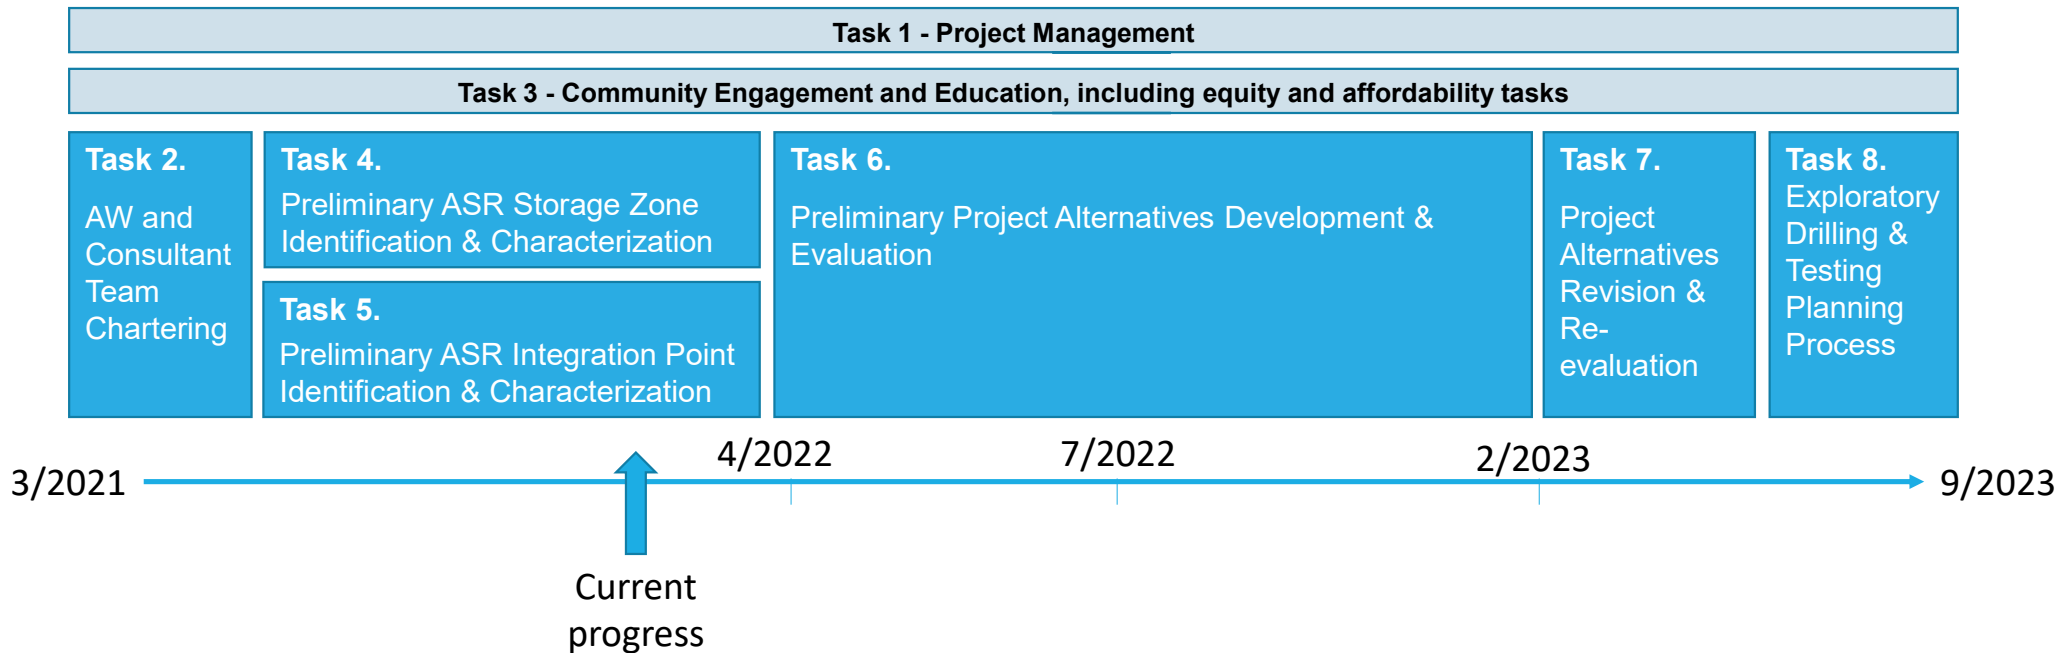 Task 1 - Project Management
Task 3 - Community Engagement and Education, including equity and affordability tasks
Task 2.
AW and
Consultant
Team
Chartering
Task 4.
Preliminary ASR Storage Zone
Identification & Characterization
Task 5.
Preliminary ASR Integration Point
Identification & Characterization
Task 6.
Preliminary Project Alternatives Development &
Evaluation
Task 7.
Project
Alternatives
Revision &
Re-
evaluation
Task 8.
Exploratory
Drilling &
Testing
Planning
Process
3/2021
4/2022
7/2022
2/2023
9/2023
Current
progress